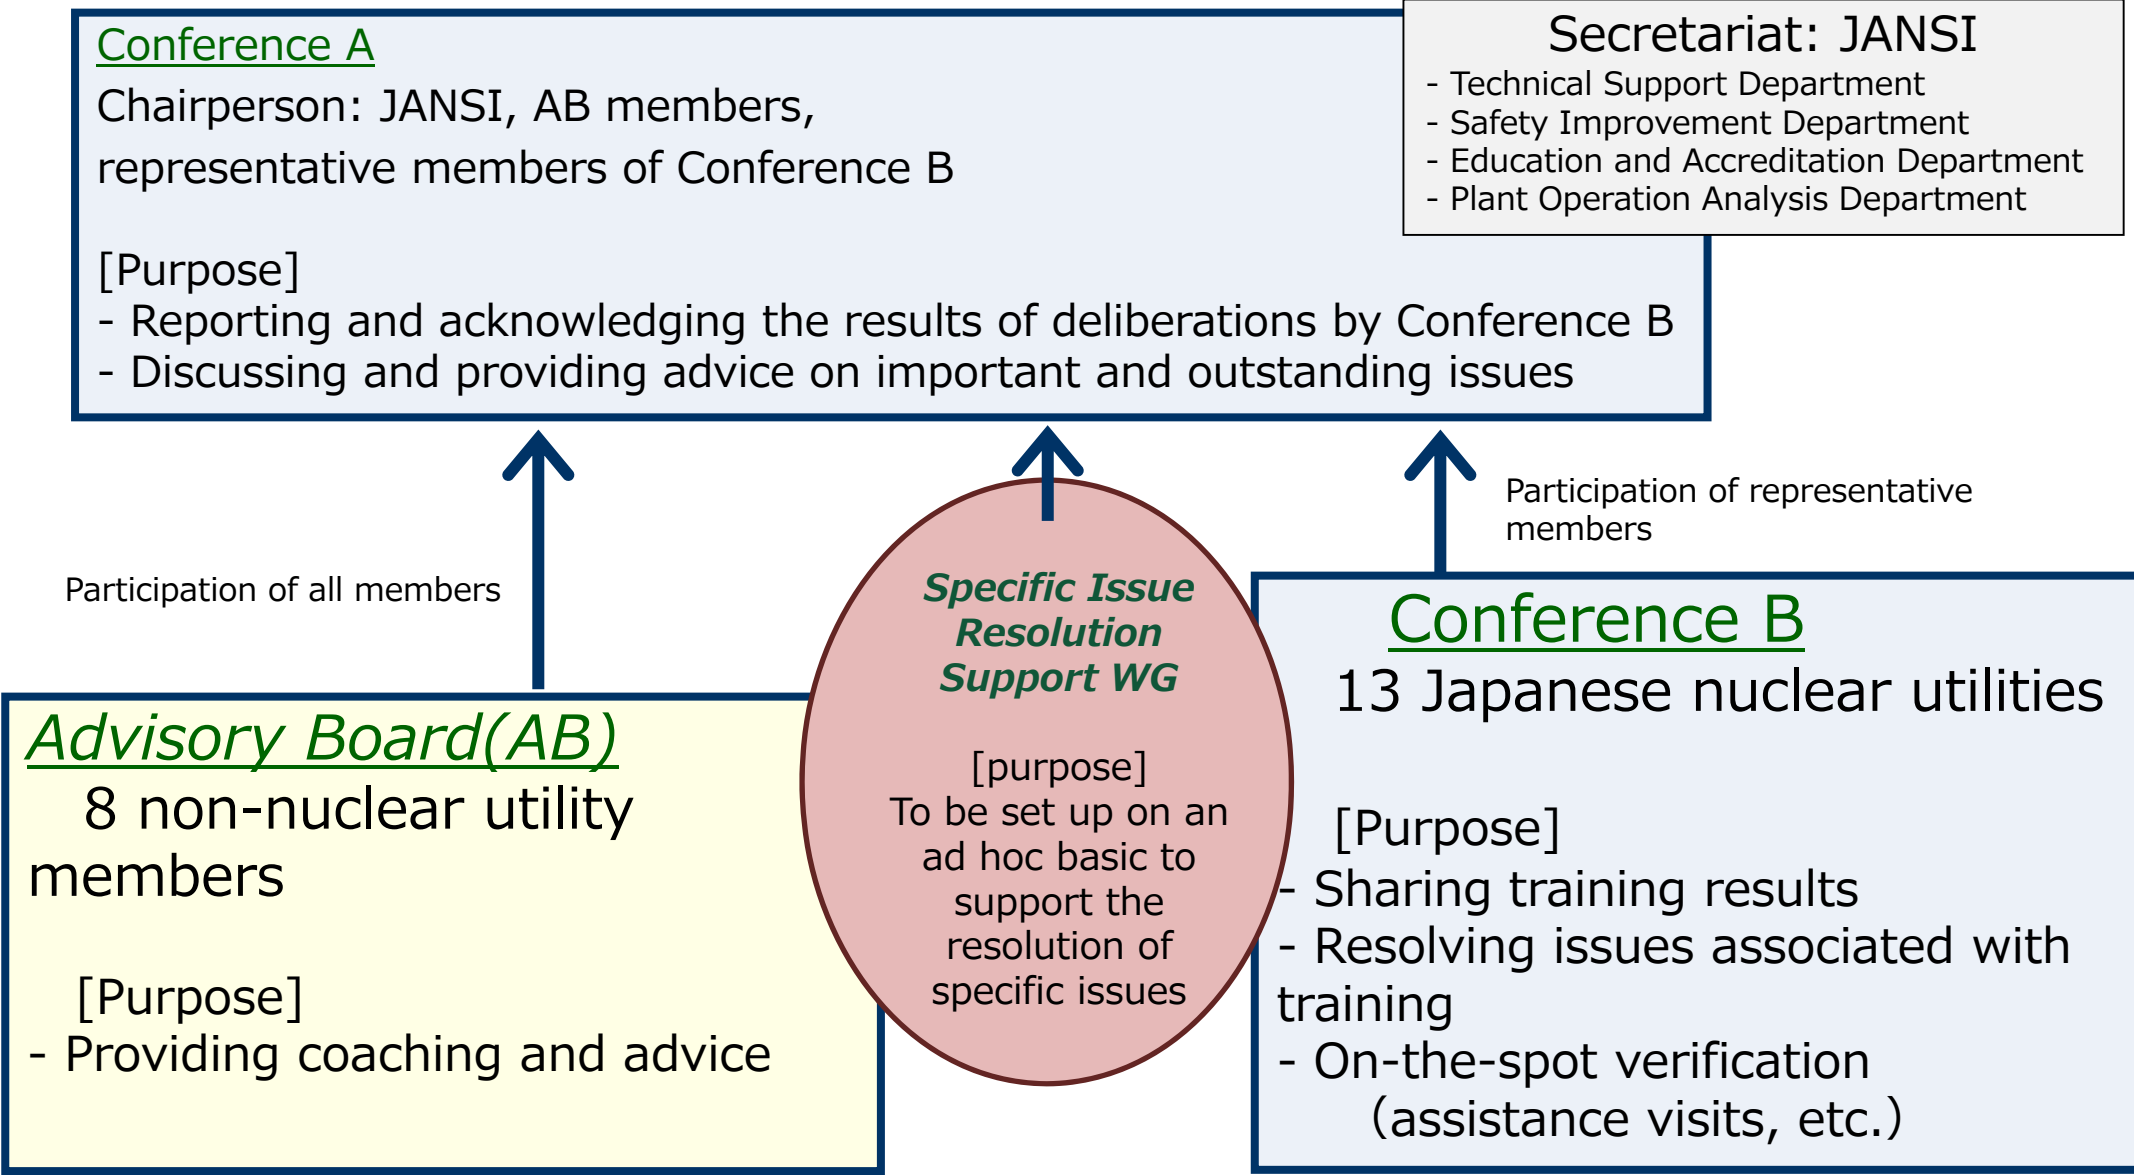 Conference A
Chairperson: JANSI, AB members,
representative members of Conference B
[Purpose]
- Reporting and acknowledging the results of deliberations by Conference B
- Discussing and providing advice on important and outstanding issues
Secretariat: JANSI
- Technical Support Department
- Safety Improvement Department
- Education and Accreditation Department
- Plant Operation Analysis Department
Participation of all members
Participation of representative
members
Advisory Board(AB)
8 non-nuclear utility
members
[Purpose]
- Providing coaching and advice
Specific Issue
Resolution
Support WG
[purpose]
To be set up on an
ad hoc basic to
support the
resolution of
specific issues
Conference B
13 Japanese nuclear utilities
[Purpose]
- Sharing training results
- Resolving issues associated with
training
- On-the-spot verification
（assistance visits, etc.）